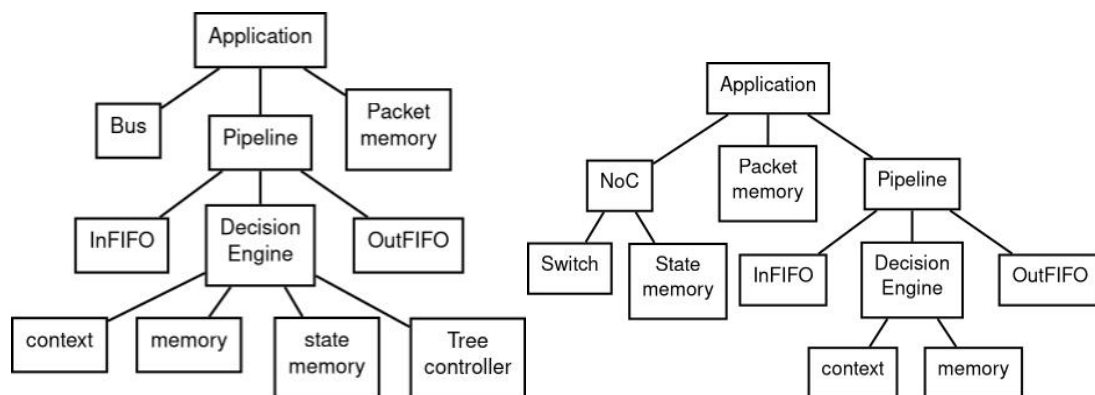 Application
Bus
Pipeline
Packet
memory
InFIFO
Decision
Engine
OutFIFO
context
memory
state
memory
Tree
controller
Application
NoC
Packet
memory
Pipeline
Switch
State
memory
InFIFO
Decision
Engine
OutFIFO
context
memory